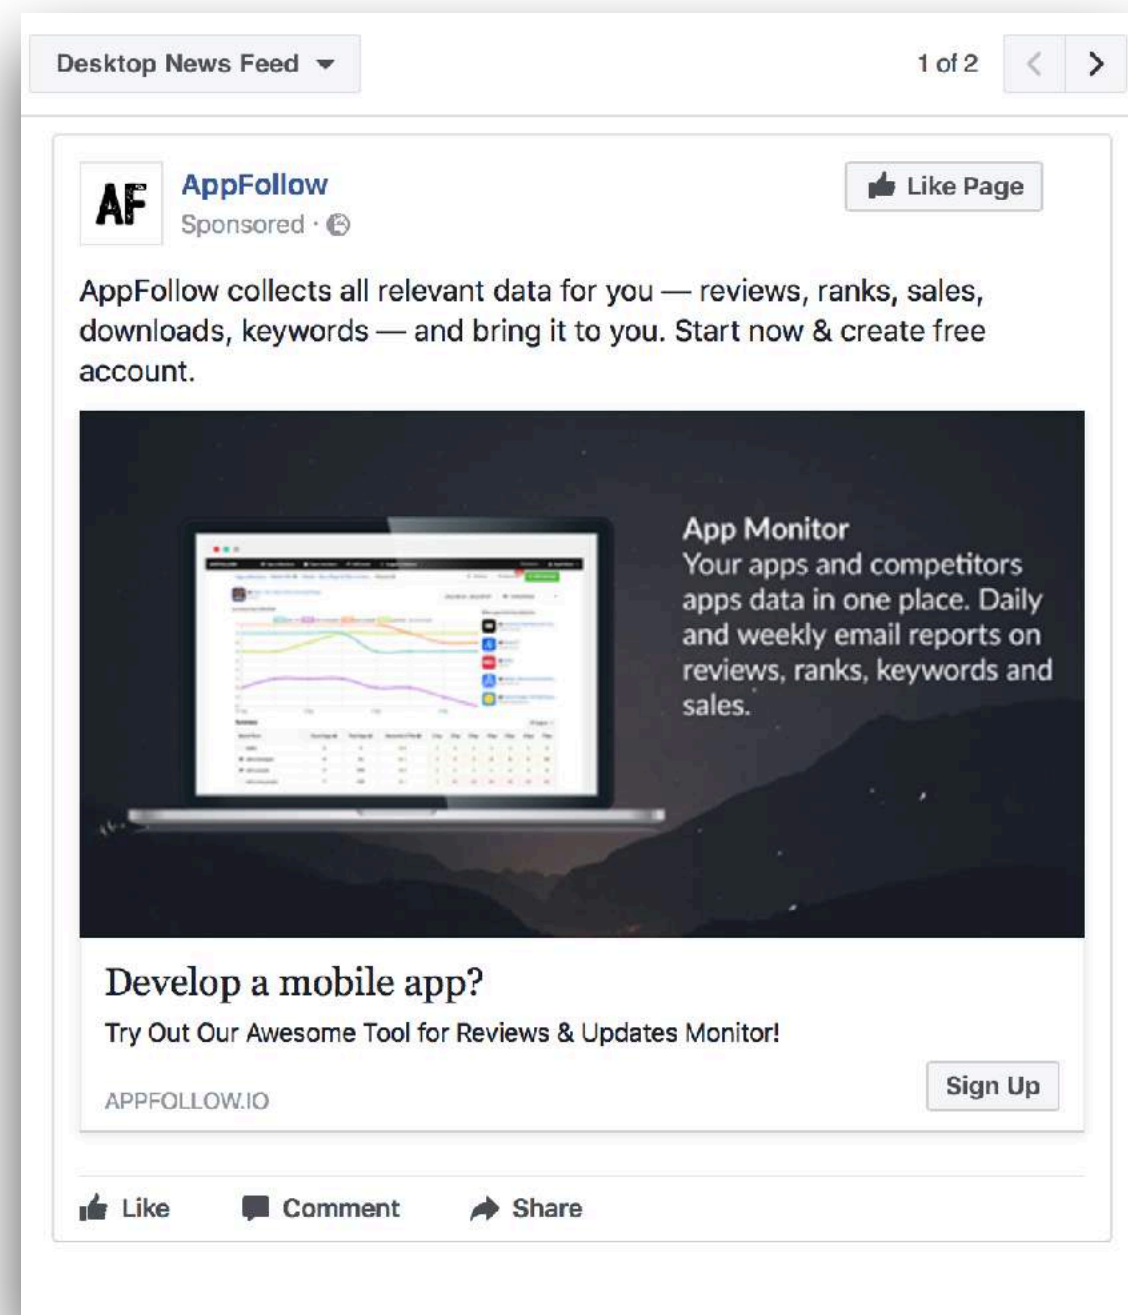 Desktop News Feed
1 of 2
AF
AppFollow
Like Page
Sponsored ·
AppFollow collects all relevant data for you — reviews, ranks, sales,
downloads, keywords — and bring it to you. Start now & create free
account.
App Monitor
Your apps and competitors
apps data in one place. Daily
and weekly email reports on
reviews, ranks, keywords and
sales.
Develop a mobile app?
Try Out Our Awesome Tool for Reviews & Updates Monitor!
APPFOLLOW.IO
Sign Up
Like
Comment
Share